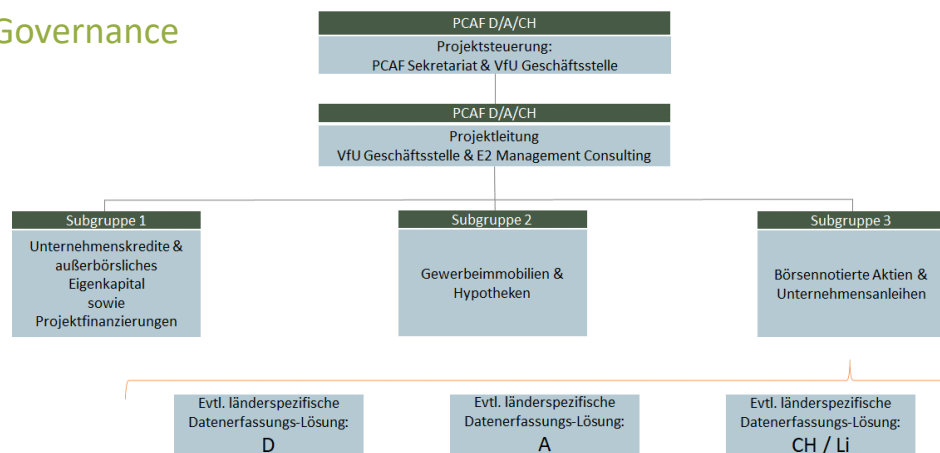 Governance
PCAF D/A/CH
Projektsteuerung:
PCAF Sekretariat & VfU Geschäftsstelle
PCAF D/A/CH
Projektleitung
VfU Geschäftsstelle & E2 Management Consulting
Subgruppe 1
Unternehmenskredite &
außerbörsliches
Eigenkapital
sowie
Projektfinanzierungen
Subgruppe 2
Gewerbeimmobilien &
Hypotheken
Subgruppe 3
Börsennotierte Aktien &
Unternehmensanleihen
Evtl. länderspezifische
Datenerfassungs-Lösung:
D
Evtl. länderspezifische
Datenerfassungs-Lösung:
A
Evtl. länderspezifische
Datenerfassungs-Lösung:
CH / Li